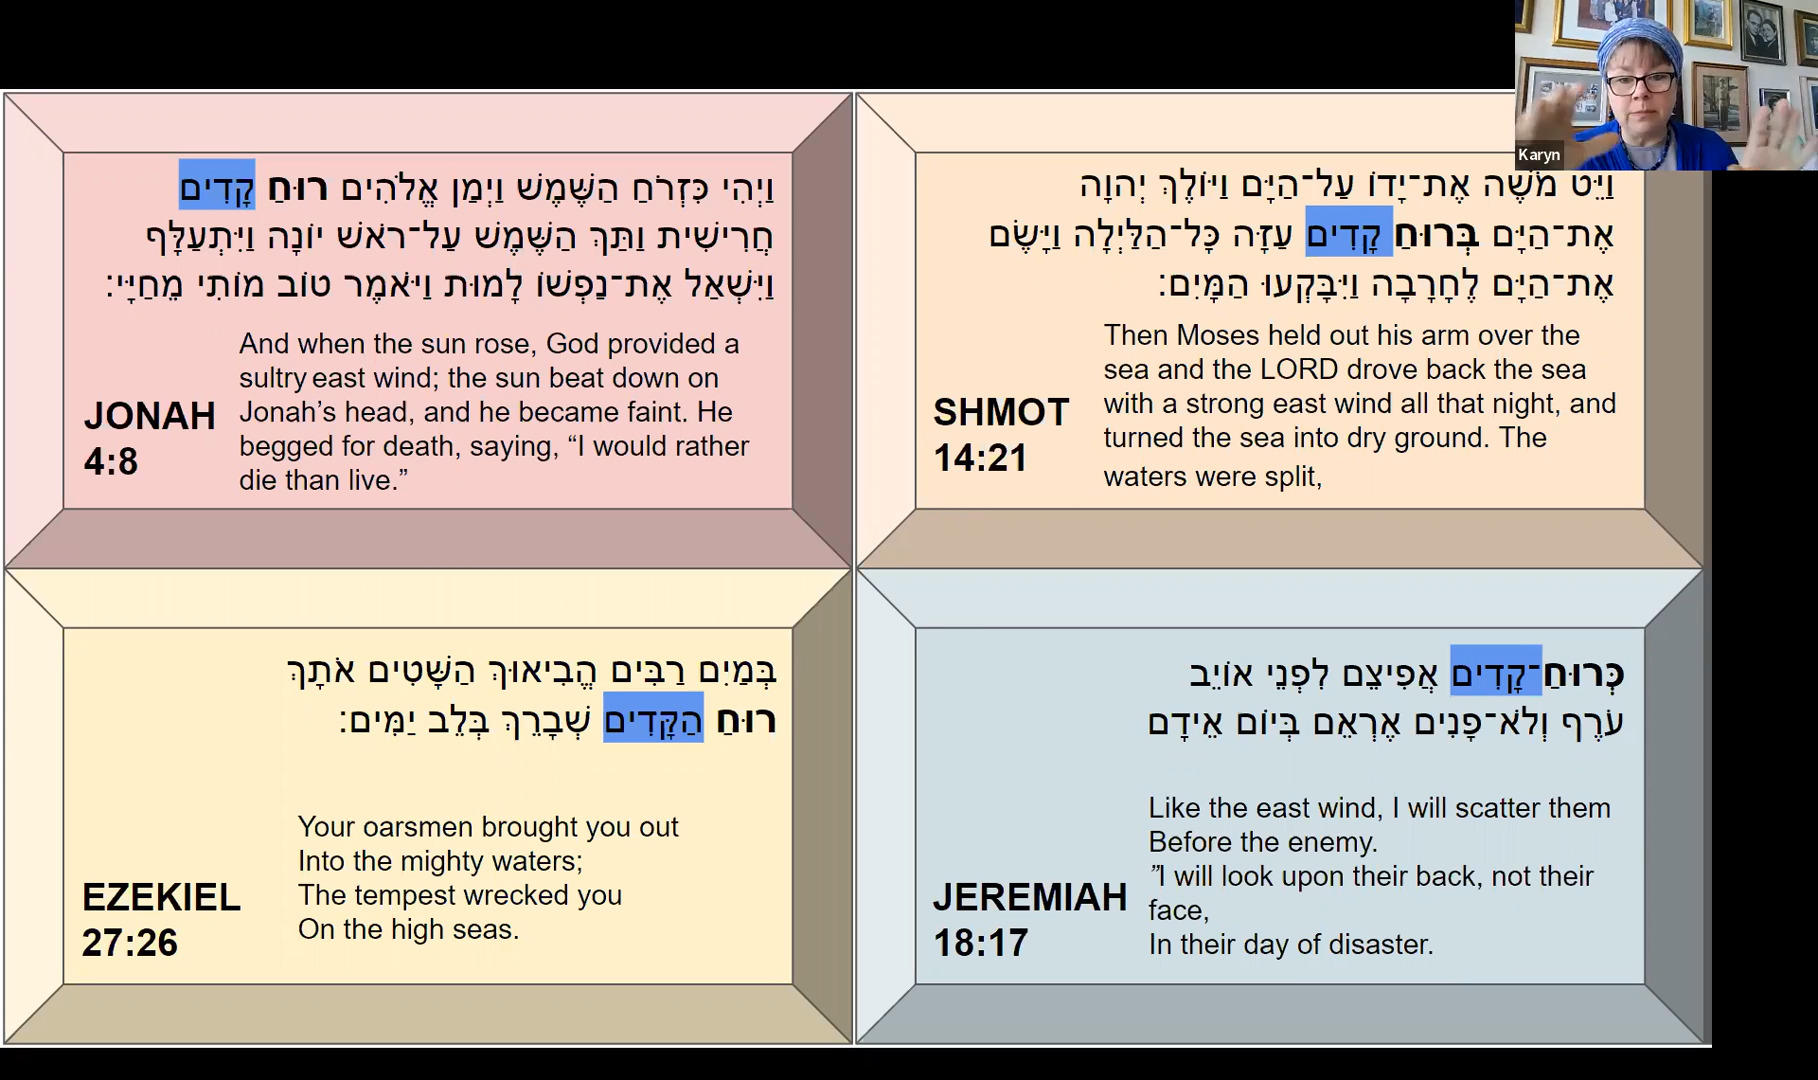 Karyn
וַיְהִי כִּזְרֹחַ הַשֶּׁמֶשׁ וַיְמַן אֱלֹהִים רוּחַ קָדִים
חֲרִישִׁית וַתַּךְ הַשֶּׁמֶשׁ עַל־רֹאשׁ יוֹנָה וַיִּתְעַלָּף
וַיִּשְׁאַל אֶת־נַפְשׁוֹ לָמוּת וַיֹּאמֶר טוֹב מוֹתִי מֵחַיָּי׃
JONAH
4:8
And when the sun rose, God provided a
sultry east wind; the sun beat down on
Jonah’s head, and he became faint. He
begged for death, saying, “I would rather
die than live.”
וַיֵּט מֹשֶׁה אֶת־יָדוֹ עַל־הַיָּם וַיּוֹלֶךְ יְהוָה
אֶת־הַיָּם בְּרוּחַ קָדִים עַזָּה כָּל־הַלַּיְלָה וַיָּשֶׂם
אֶת־הַיָּם לֶחָרָבָה וַיִּבָּקְעוּ הַמָּיִם׃
SHMOT
14:21
Then Moses held out his arm over the
sea and the LORD drove back the sea
with a strong east wind all that night, and
turned the sea into dry ground. The
waters were split,
בְּמַיִם רַבִּים הֱבִיאוּךְ הַשָּׁטִים אֹתָךְ
רוּחַ הַקָּדִים שְׁבָרֵךְ בְּלֵב יַמִּים׃
EZEKIEL
27:26
Your oarsmen brought you out
Into the mighty waters;
The tempest wrecked you
On the high seas.
כְּרוּחַ־קָדִים אֲפִיצֵם לִפְנֵי אוֹיֵב
עֹרֶף וְלֹא־פָנִים אֶרְאֵם בְּיוֹם אֵידָם
JEREMIAH
18:17
Like the east wind, I will scatter them
Before the enemy.
”I will look upon their back, not their
face,
In their day of disaster.